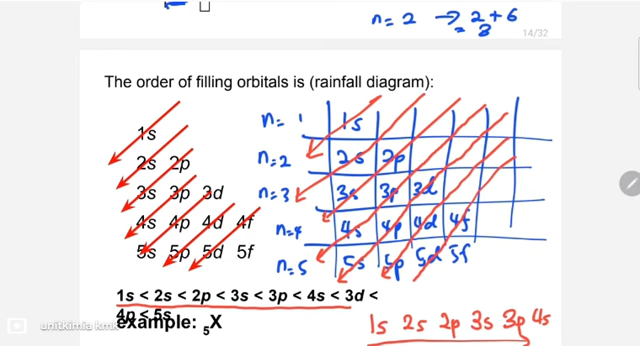 n=2 → 2+6
= 8
14/32
The order of filling orbitals is (rainfall diagram):
1s
2s 2p
3s 3p 3d
4s 4p 4d 4f
5s 5p 5d 5f
n= 1 1s
n=2 2s 2p
n=3 3s 3p 3d
n=4 4s 4p 4d 4f
n=5 5s 5p 5d 5f
1s < 2s < 2p < 3s < 3p < 4s < 3d <
4p < 5s
example: ₅X
1s 2s 2p 3s 3p 4s
unitkimia kmk